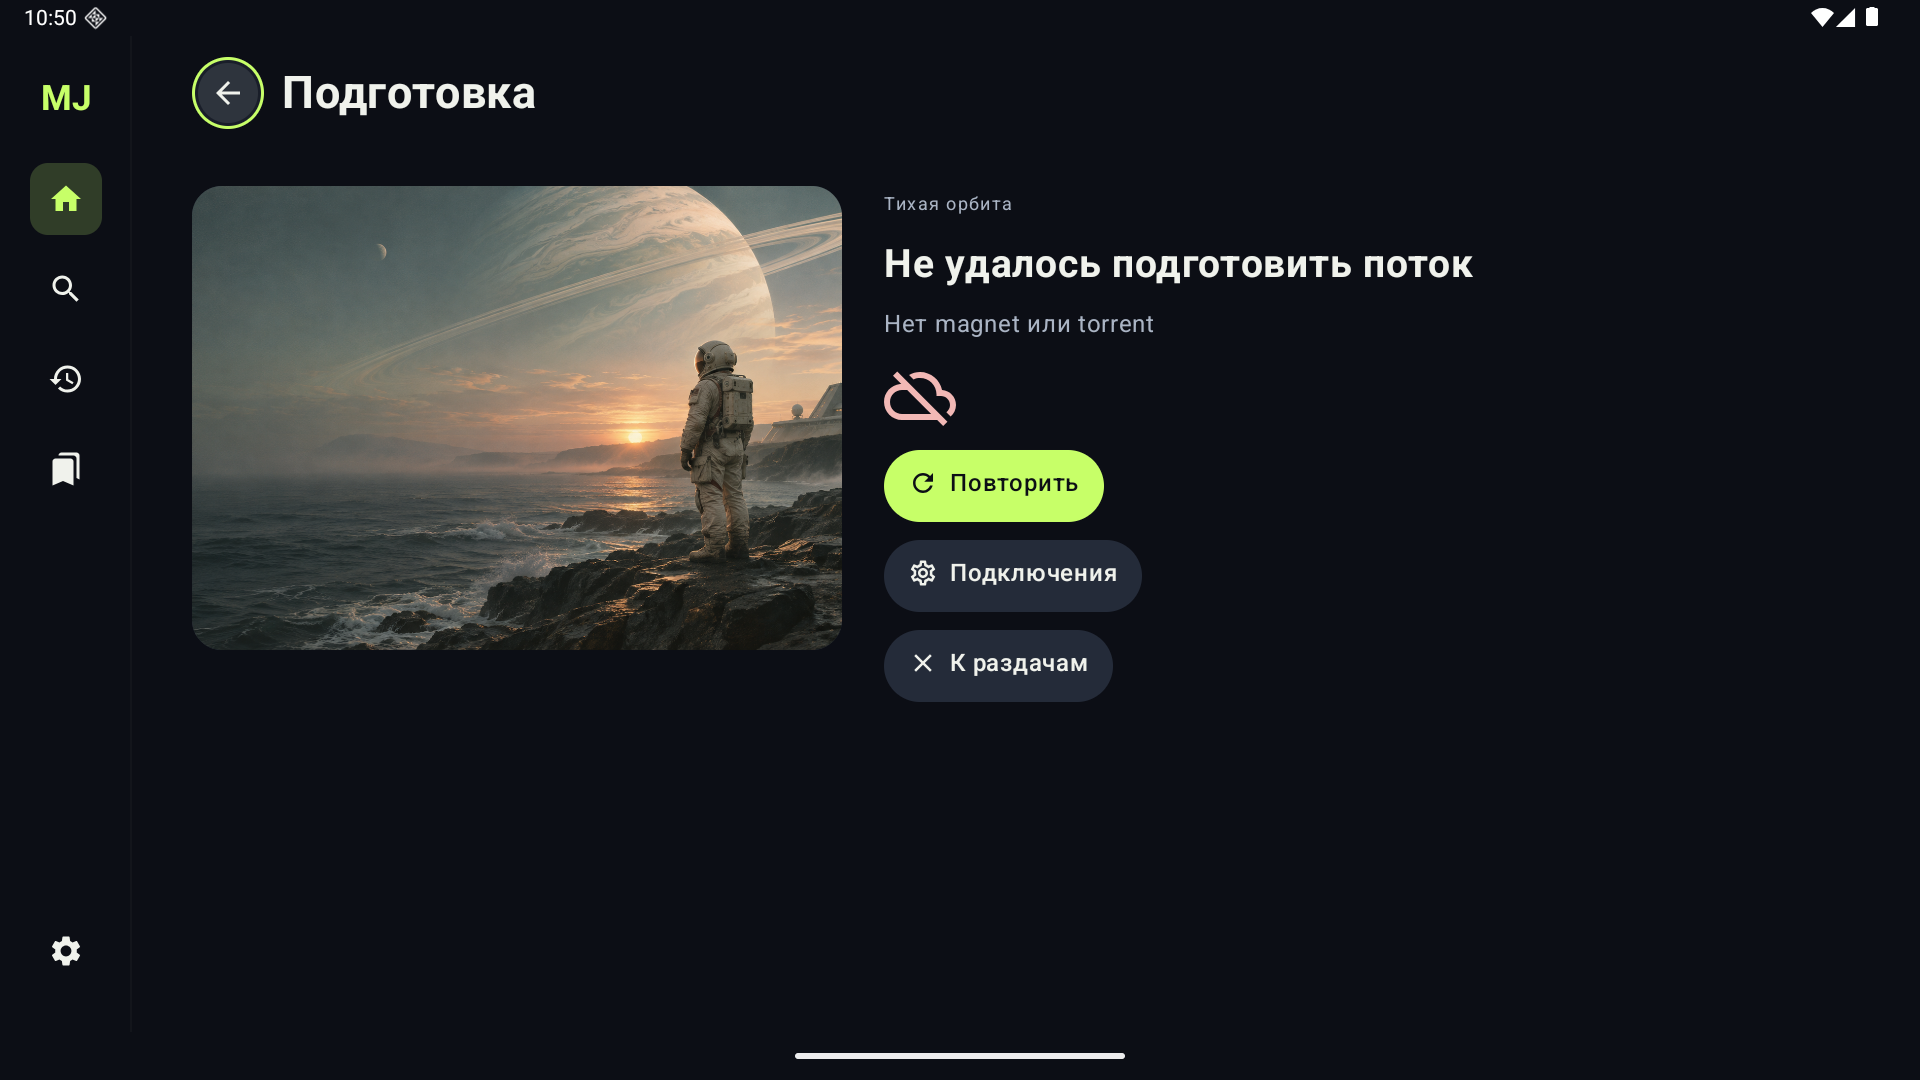 10:50
MJ
Подготовка
Тихая орбита
Не удалось подготовить поток
Нет magnet или torrent
Повторить
Подключения
К раздачам